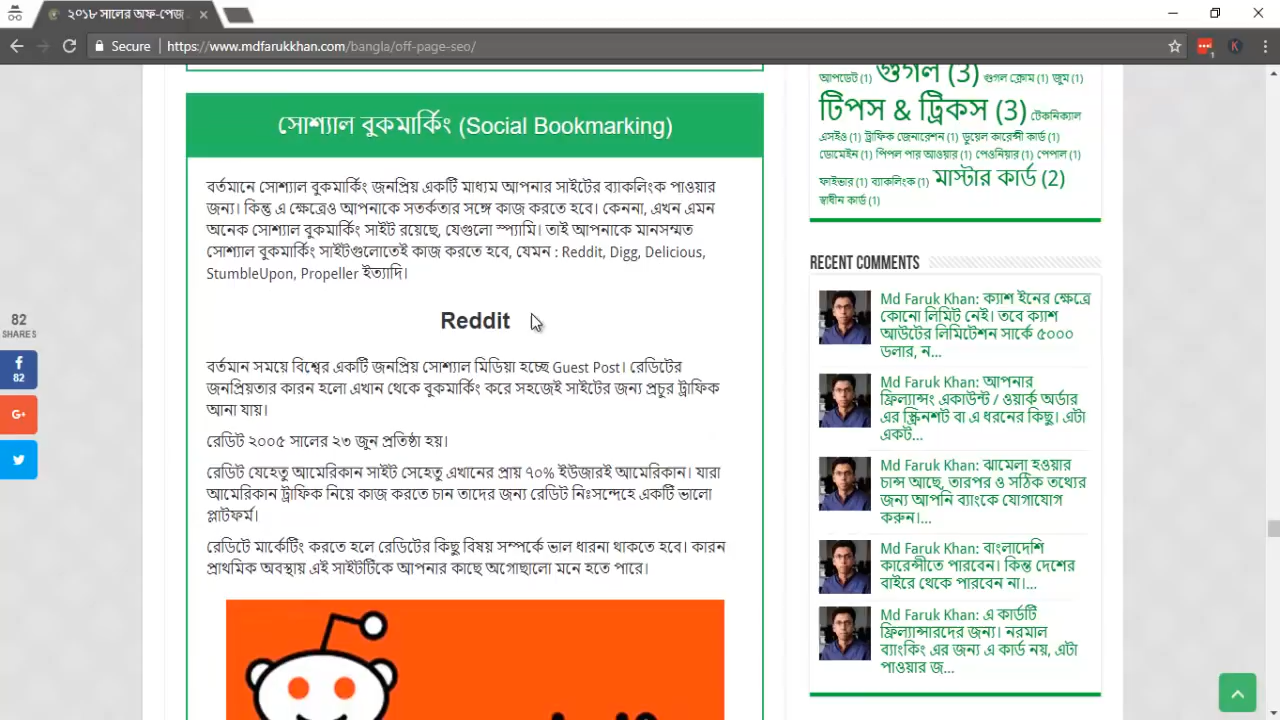 ২০১৮ সালের অফ-পেজ
Secure https://www.mdfarukkhan.com/bangla/off-page-seo/
সোশ্যাল বুকমার্কিং (Social Bookmarking)
বর্তমানে সোশ্যাল বুকমার্কিং জনপ্রিয় একটি মাধ্যম আপনার সাইটের ব্যাকলিংক পাওয়ার
জন্য। কিন্তু এ ক্ষেত্রেও আপনাকে সতর্কতার সঙ্গে কাজ করতে হবে। কেননা, এখন এমন
অনেক সোশ্যাল বুকমার্কিং সাইট রয়েছে, যেগুলো স্প্যামি। তাই আপনাকে মানসম্মত
সোশ্যাল বুকমার্কিং সাইটগুলোতেই কাজ করতে হবে, যেমন : Reddit, Digg, Delicious,
StumbleUpon, Propeller ইত্যাদি।
Reddit
বর্তমান সময়ে বিশ্বের একটি জনপ্রিয় সোশ্যাল মিডিয়া হচ্ছে Guest Post। রেডিটের
জনপ্রিয়তার কারন হলো এখান থেকে বুকমার্কিং করে সহজেই সাইটের জন্য প্রচুর ট্রাফিক
আনা যায়।
রেডিট ২০০৫ সালের ২৩ জুন প্রতিষ্ঠা হয়।
রেডিট যেহেতু আমেরিকান সাইট সেহেতু এখানের প্রায় ৭০% ইউজারই আমেরিকান। যারা
আমেরিকান ট্রাফিক নিয়ে কাজ করতে চান তাদের জন্য রেডিট নিঃসন্দেহে একটি ভালো
প্লাটফর্ম।
রেডিটে মার্কেটিং করতে হলে রেডিটের কিছু বিষয় সম্পর্কে ভাল ধারনা থাকতে হবে। কারন
প্রাথমিক অবস্থায় এই সাইটটিকে আপনার কাছে অগোছালো মনে হতে পারে।
82
SHARES
82
আপডেট (1) গুগল (3) গুগল ক্রোম (1) জুম (1)
টিপস & ট্রিকস (3) টেকনিক্যাল
এসইও (1) ট্রাফিক জেনারেশন (1) ডুয়েল কারেন্সী কার্ড (1)
ডোমেইন (1) পিপল পার আওয়ার (1) পেওনিয়ার (1) পেপাল (1)
ফাইভার (1) ব্যাকলিংক (1) মাস্টার কার্ড (2)
স্বাধীন কার্ড (1)
RECENT COMMENTS
Md Faruk Khan: ক্যাশ ইনের ক্ষেত্রে
কোনো লিমিট নেই। তবে ক্যাশ
আউটের লিমিটেশন সার্কে ৫০০০
ডলার, ন...
Md Faruk Khan: আপনার
ফ্রিল্যান্সং একাউন্ট / ওয়ার্ক অর্ডার
এর স্ক্রিনশট বা এ ধরনের কিছু। এটা
একট...
Md Faruk Khan: ঝামেলা হওয়ার
চান্স আছে, তারপর ও সঠিক তথ্যের
জন্য আপনি ব্যাংকে যোগাযোগ
করুন।...
Md Faruk Khan: বাংলাদেশি
কারেন্সীতে পারবেন। কিন্তু দেশের
বাইরে থেকে পারবেন না।...
Md Faruk Khan: এ কার্ডটি
ফ্রিল্যান্সারদের জন্য। নরমাল
ব্যাংকিং এর জন্য এ কার্ড নয়, এটা
পাওয়ার জ...